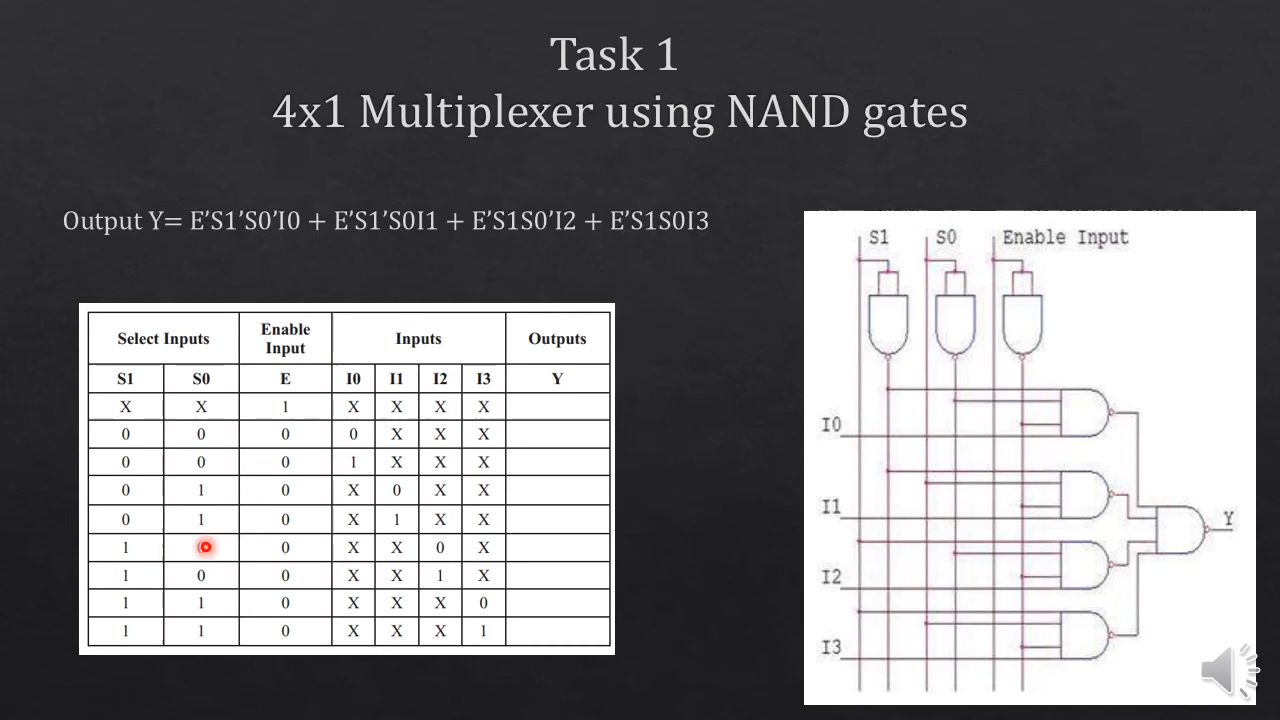 Task 1
4x1 Multiplexer using NAND gates
Output Y= E’S1’S0’I0 + E’S1’S0I1 + E’S1S0’I2 + E’S1S0I3
Select Inputs Enable Input Inputs Outputs
S1 S0 E I0 I1 I2 I3 Y
X X 1 X X X X
0 0 0 0 X X X
0 0 0 1 X X X
0 1 0 X 0 X X
0 1 0 X 1 X X
1 0 X X 0 X
1 0 0 X X 1 X
1 1 0 X X X 0
1 1 0 X X X 1
S1 S0 Enable Input
I0
I1
Y
I2
I3